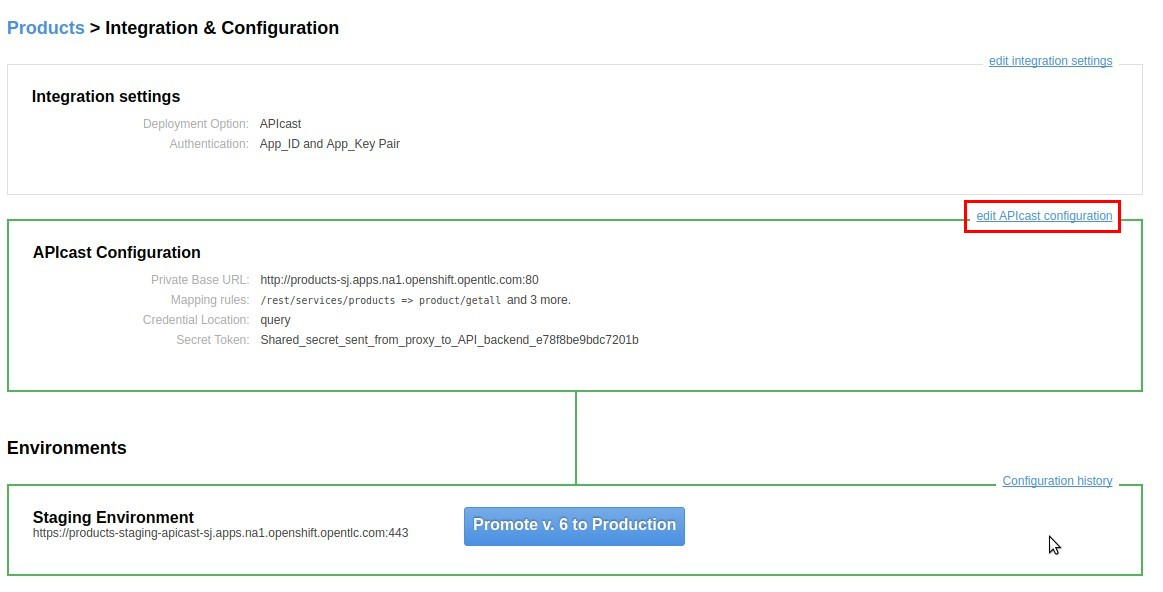 Products > Integration & Configuration
edit integration settings
Integration settings
Deployment Option: APIcast
Authentication: App_ID and App_Key Pair
edit APIcast configuration
APIcast Configuration
Private Base URL: http://products-sj.apps.na1.openshift.opentlc.com:80
Mapping rules: /rest/services/products => product/getall and 3 more.
Credential Location: query
Secret Token: Shared_secret_sent_from_proxy_to_API_backend_e78f8be9bdc7201b
Environments
Configuration history
Staging Environment
https://products-staging-apicast-sj.apps.na1.openshift.opentlc.com:443
Promote v. 6 to Production